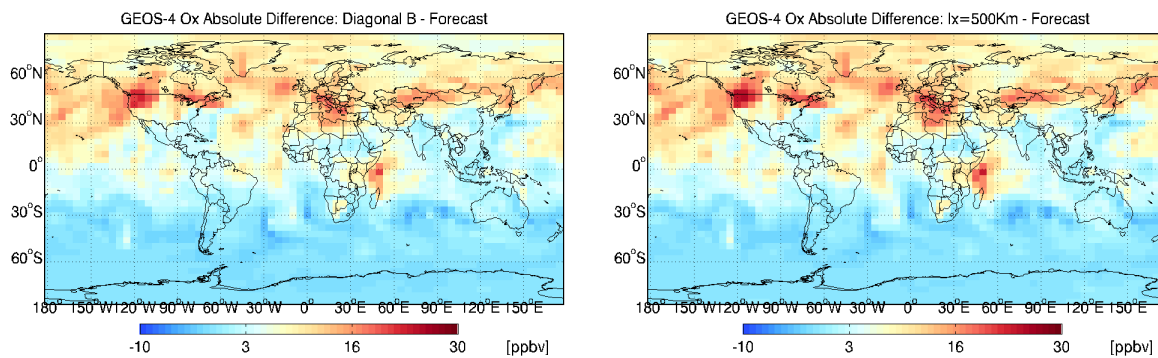 GEOS-4 Ox Absolute Difference: Diagonal B - Forecast
60°N
30°N
0°
30°S
60°S
180°W 150°W 120°W 90°W 60°W 30°W 0° 30°E 60°E 90°E 120°E 150°E
-10 3 16 30 [ppbv]
GEOS-4 Ox Absolute Difference: lx=500Km - Forecast
60°N
30°N
0°
30°S
60°S
180°W 150°W 120°W 90°W 60°W 30°W 0° 30°E 60°E 90°E 120°E 150°E
-10 3 16 30 [ppbv]